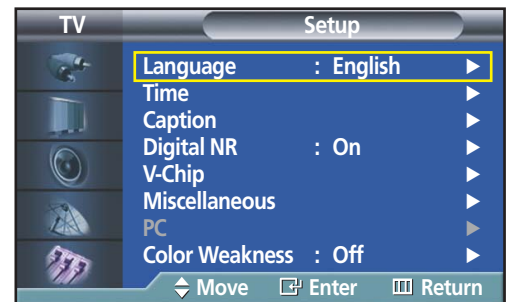 TV Setup
Language : English
Time
Caption
Digital NR : On
V-Chip
Miscellaneous
PC
Color Weakness : Off
Move Enter Return